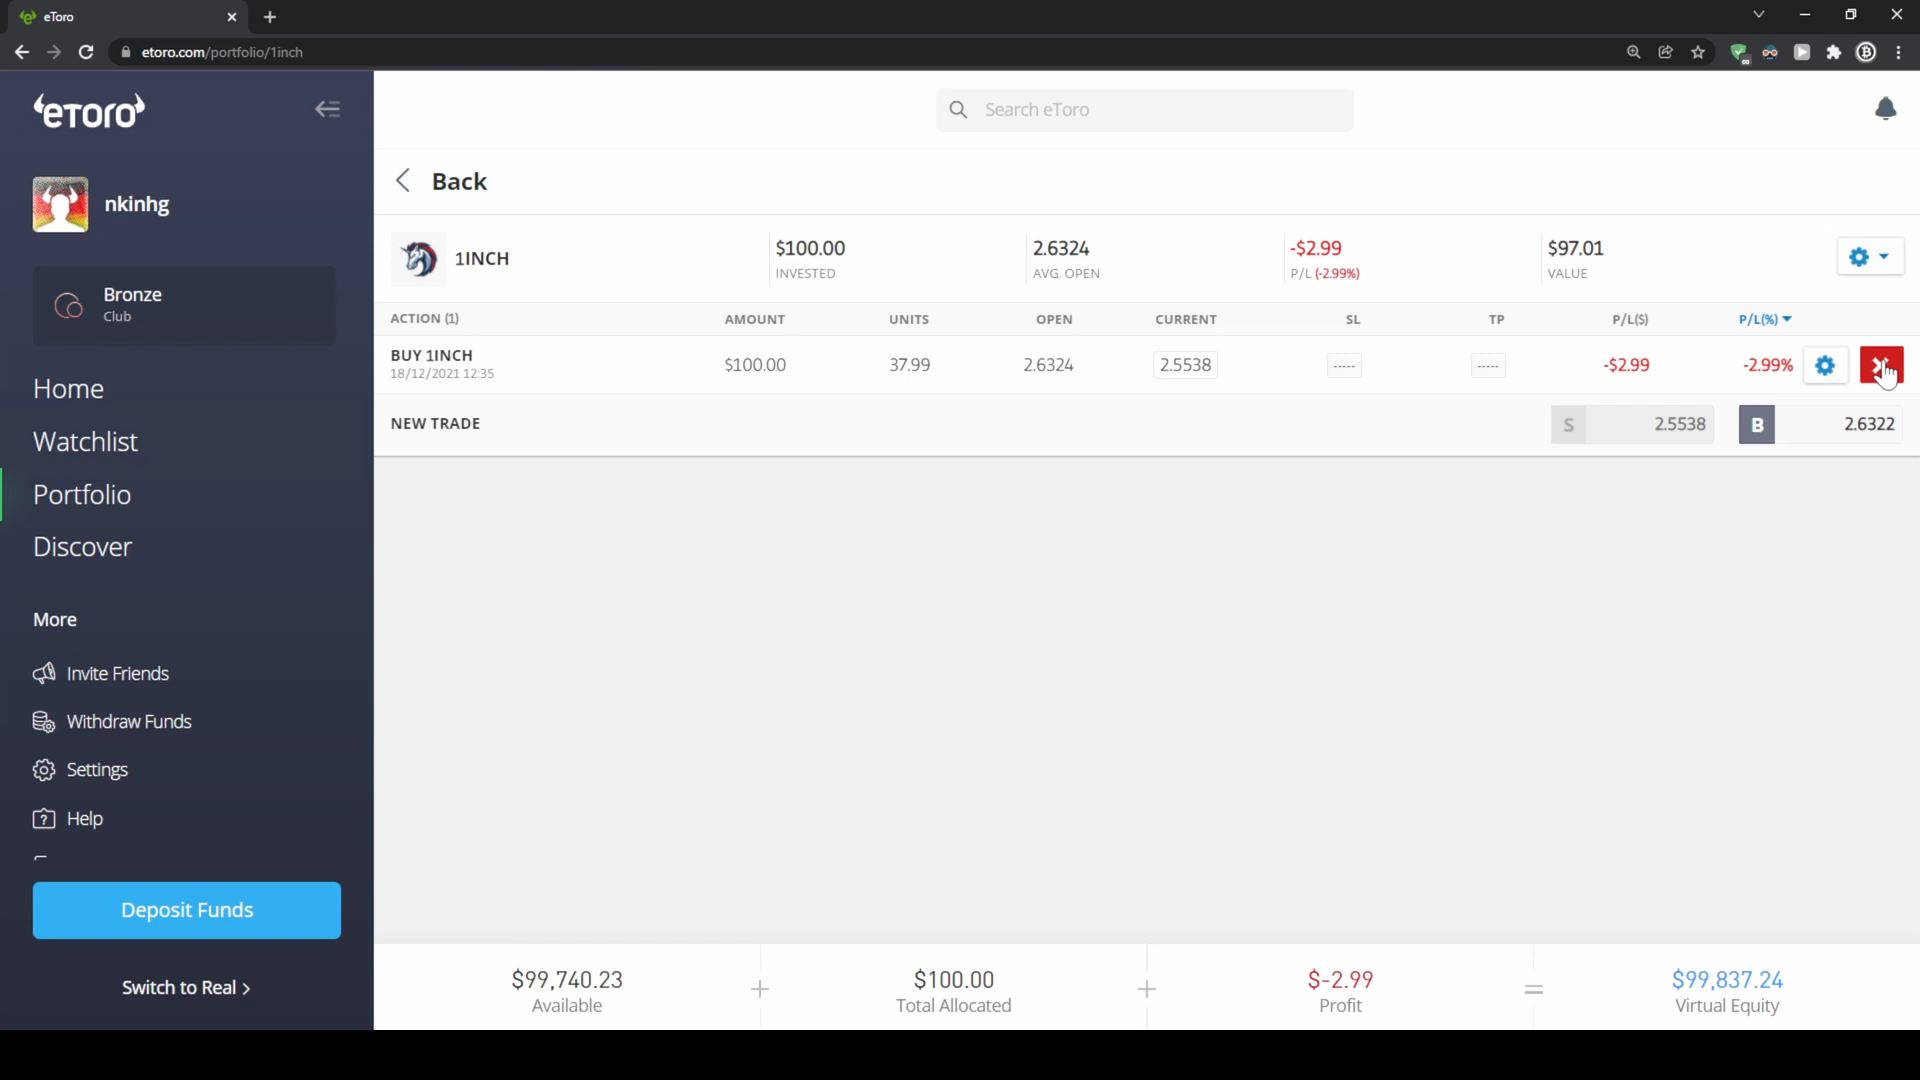 eToro
etoro.com/portfolio/1inch
eToro
Search eToro
nkinhg
Bronze
Club
Home
Watchlist
Portfolio
Discover
More
Invite Friends
Withdraw Funds
Settings
Help
Deposit Funds
Switch to Real >
Back
1INCH
$100.00
INVESTED
2.6324
AVG. OPEN
-$2.99
P/L (-2.99%)
$97.01
VALUE
ACTION (1) AMOUNT UNITS OPEN CURRENT SL TP P/L($) P/L(%)
BUY 1INCH $100.00 37.99 2.6324 2.5538 ----- ----- -$2.99 -2.99%
18/12/2021 12:35
NEW TRADE S 2.5538 B 2.6322
$99,740.23 + $100.00 + $-2.99 = $99,837.24
Available Total Allocated Profit Virtual Equity